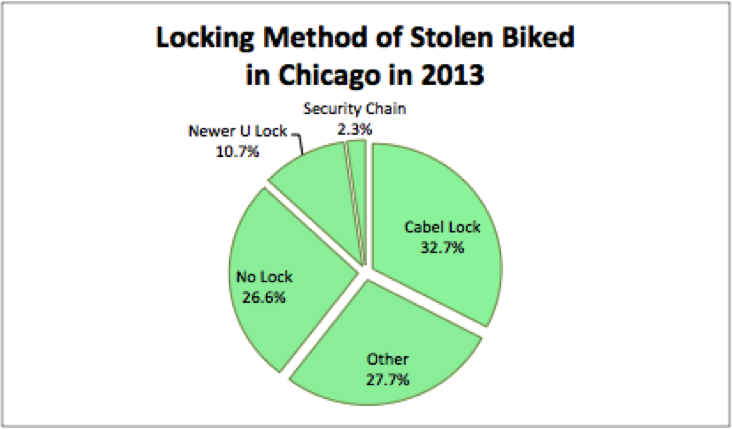 Locking Method of Stolen Biked
in Chicago in 2013
Security Chain
2.3%
Newer U Lock
10.7%
Cabel Lock
32.7%
No Lock
26.6%
Other
27.7%